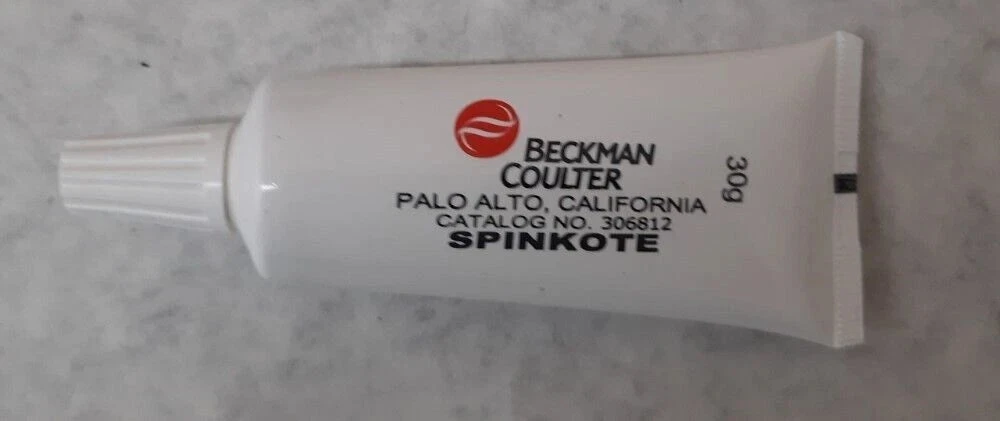 BECKMAN
COULTER
PALO ALTO, CALIFORNIA
CATALOG NO. 306812
SPINKOTE
30g